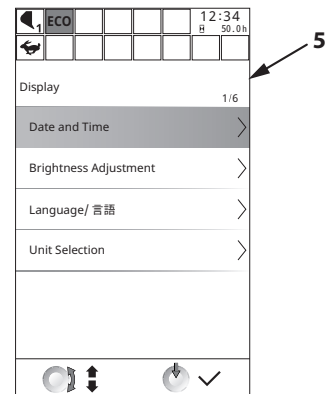 1 ECO 12:34
H 50.0h
5
Display
1/6
Date and Time
Brightness Adjustment
Language/ 言語
Unit Selection